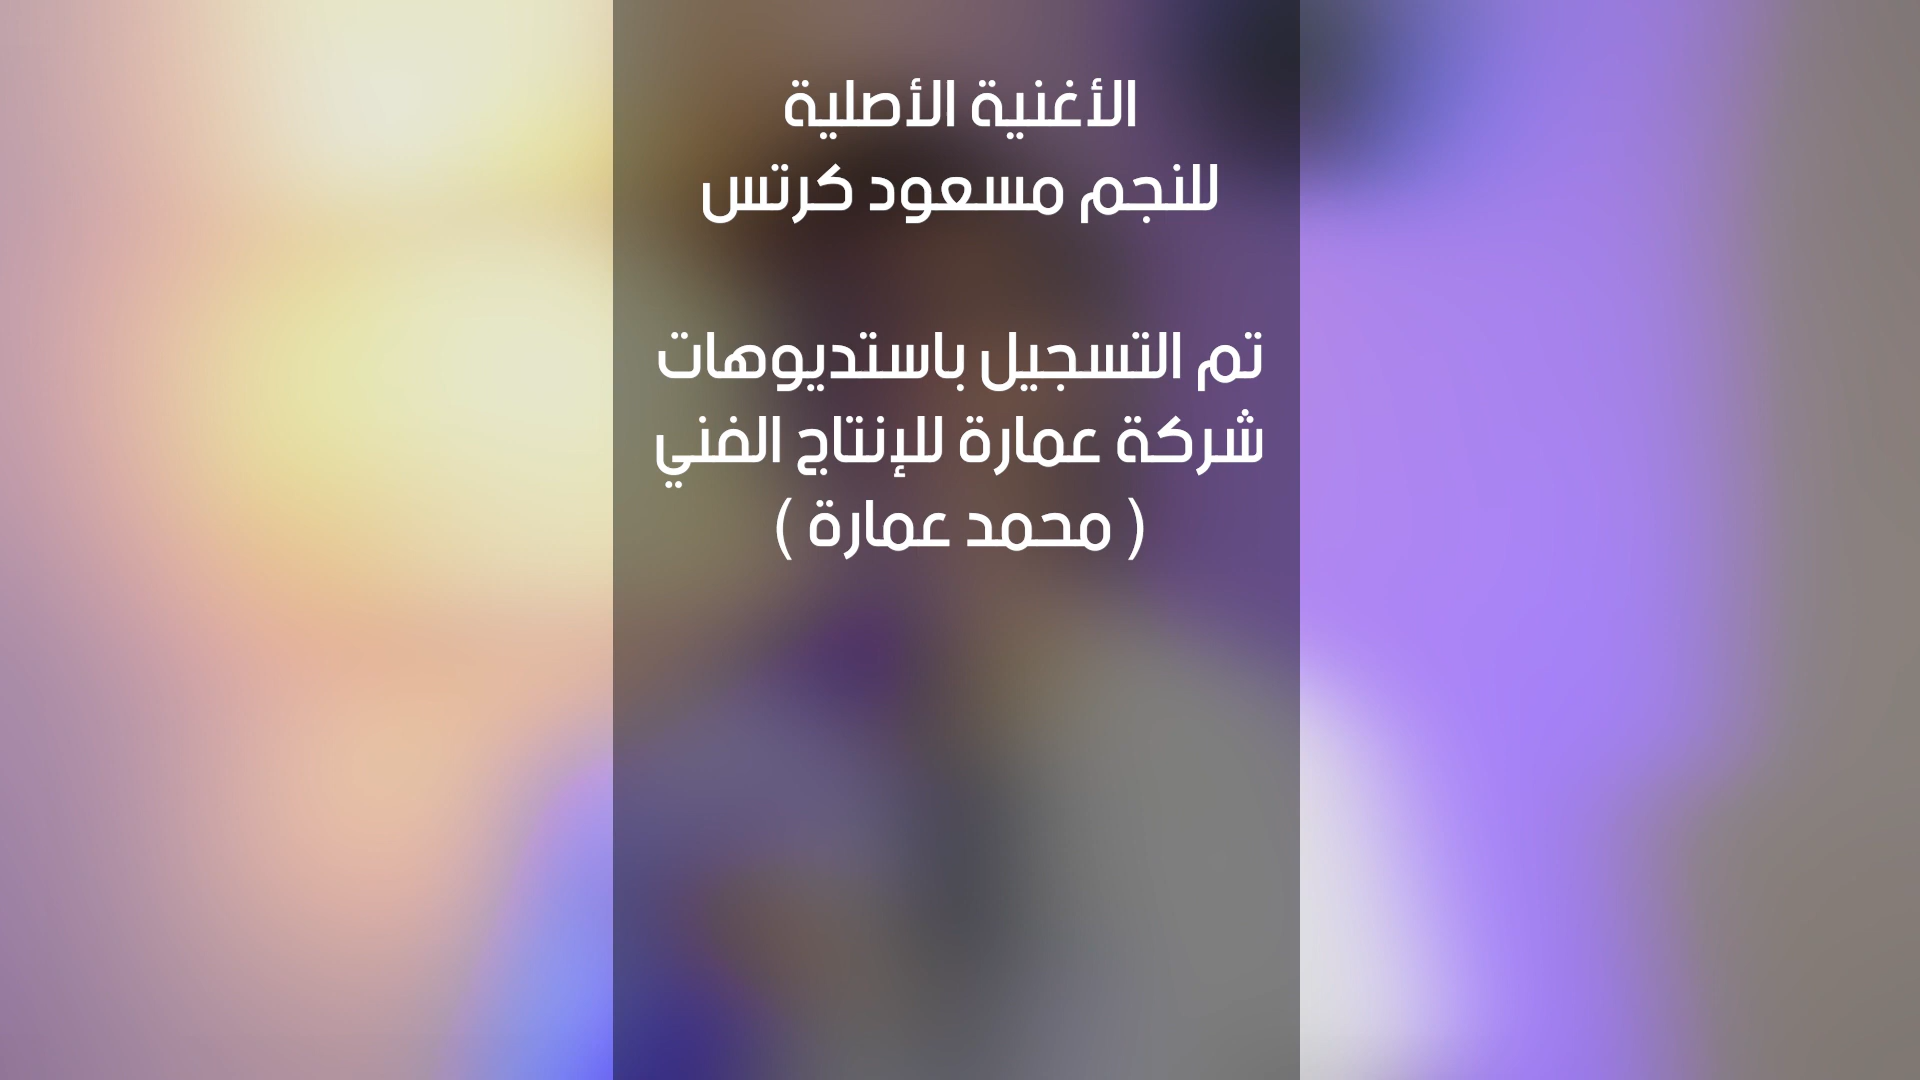 الأغنية الأصلية
للنجم مسعود كرتس
تم التسجيل باستديوهات
شركة عمارة للإنتاج الفني
( محمد عمارة )